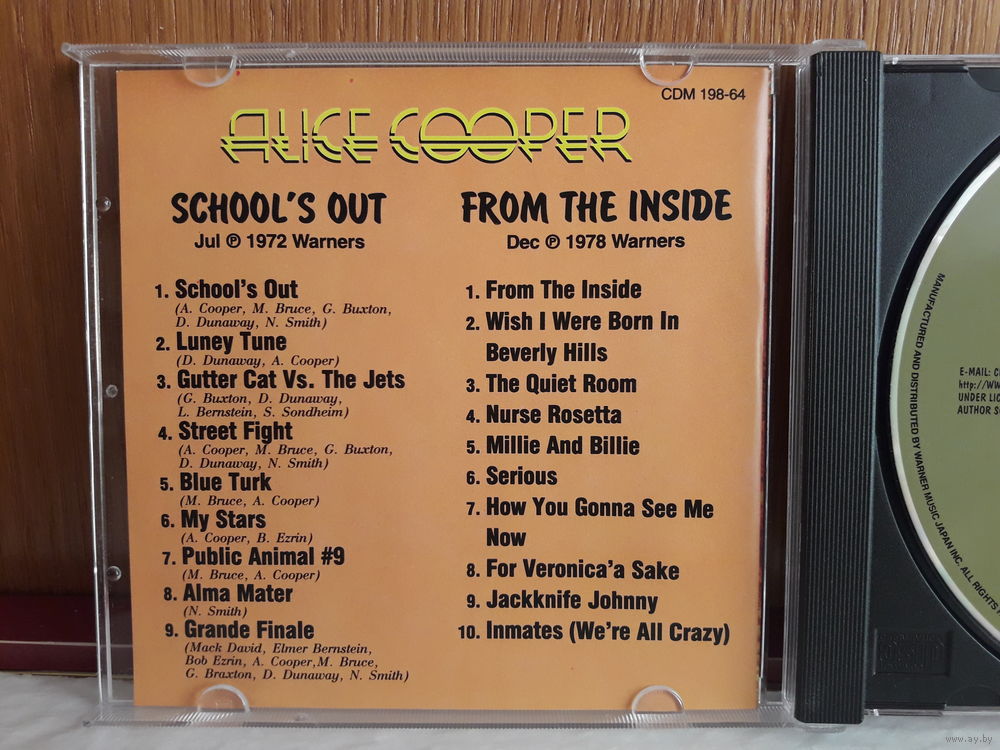 CDM 198-64
ALICE COOPER
SCHOOL'S OUT
Jul ℗ 1972 Warners
1. School's Out
(A. Cooper, M. Bruce, G. Buxton,
D. Dunaway, N. Smith)
2. Luney Tune
(D. Dunaway, A. Cooper)
3. Gutter Cat Vs. The Jets
(G. Buxton, D. Dunaway,
L. Bernstein, S. Sondheim)
4. Street Fight
(A. Cooper, M. Bruce, G. Buxton,
D. Dunaway, N. Smith)
5. Blue Turk
(M. Bruce, A. Cooper)
6. My Stars
(A. Cooper, B. Ezrin)
7. Public Animal #9
(M. Bruce, A. Cooper)
8. Alma Mater
(N. Smith)
9. Grande Finale
(Mack David, Elmer Bernstein,
Bob Ezrin, A. Cooper,M. Bruce,
G. Braxton, D. Dunaway, N. Smith)
FROM THE INSIDE
Dec ℗ 1978 Warners
1. From The Inside
2. Wish I Were Born In
Beverly Hills
3. The Quiet Room
4. Nurse Rosetta
5. Millie And Billie
6. Serious
7. How You Gonna See Me
Now
8. For Veronica'a Sake
9. Jackknife Johnny
10. Inmates (We're All Crazy)
MANUFACTURED AND DISTRIBUTED BY WARNER MUSIC JAPAN INC. ALL RIGHTS
E-MAIL:
http://WW
UNDER LIC
AUTHOR
www.ay.by